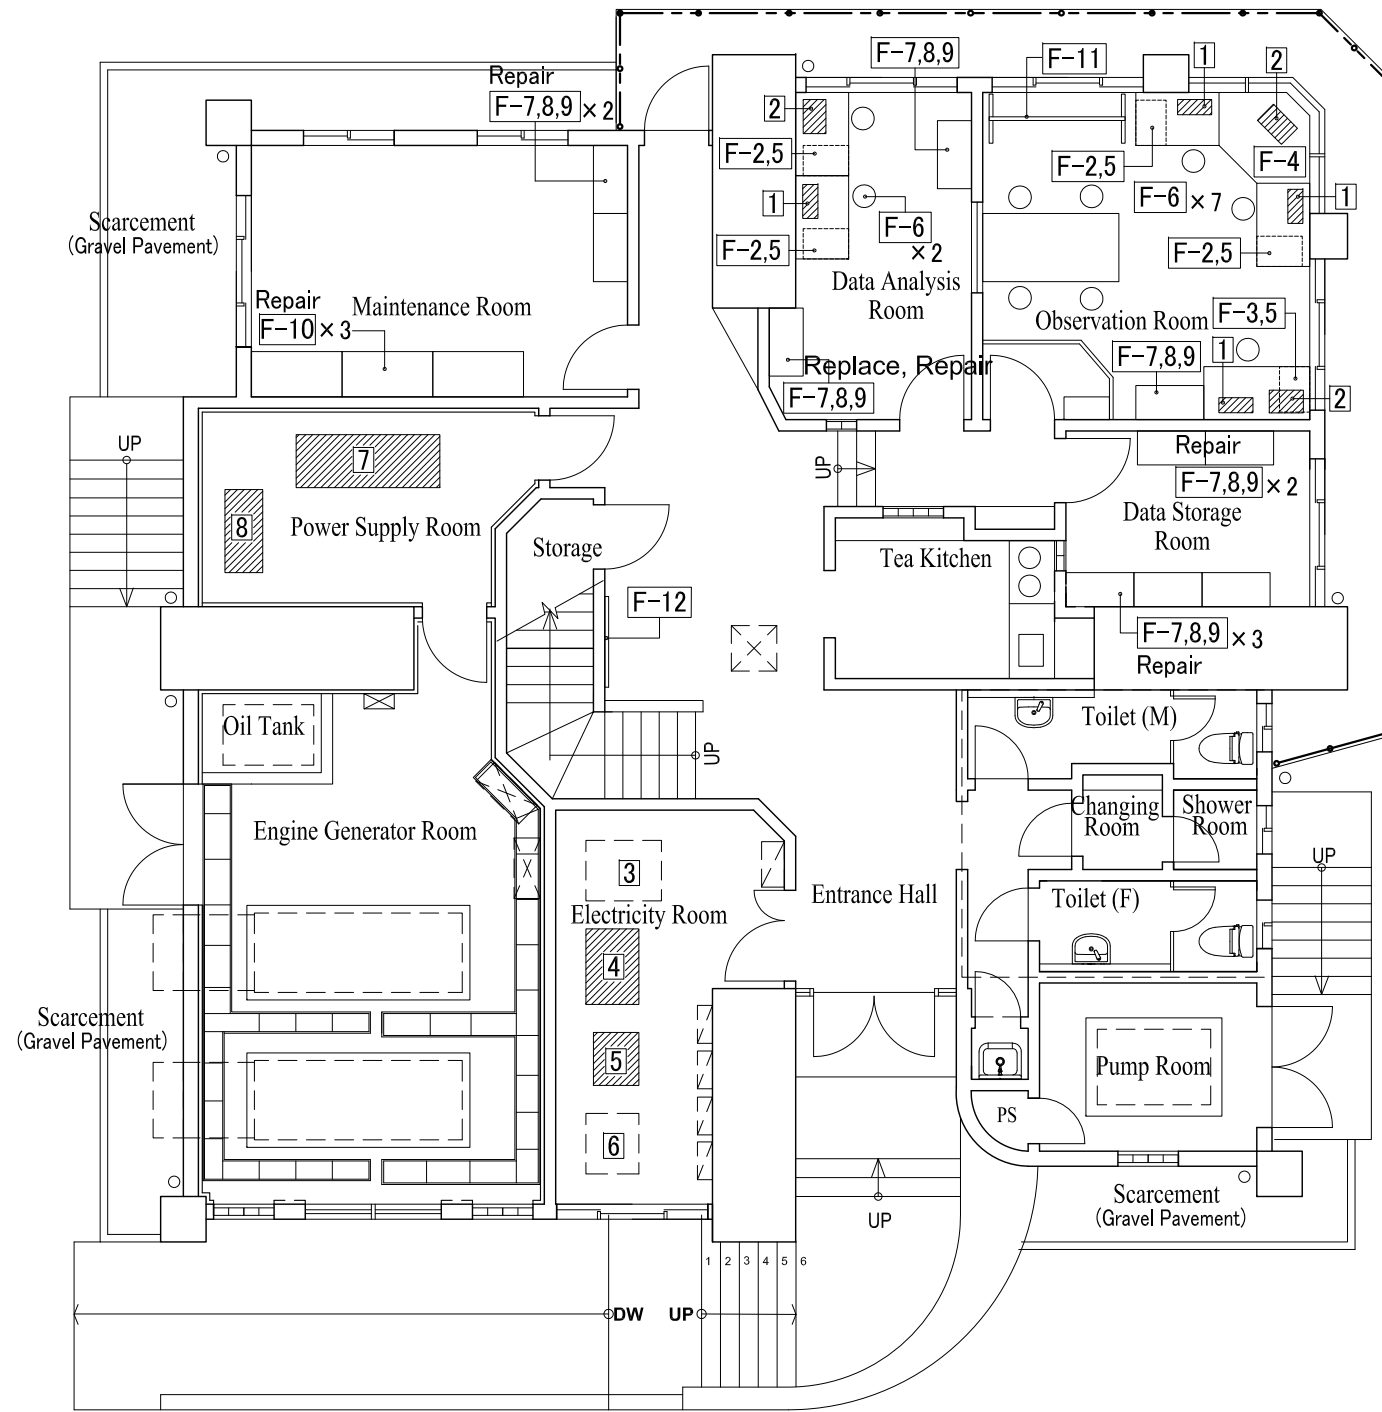 F-7,8,9
F-11
1
2
Repair
F-7,8,9 ×2
2
F-2,5
F-2,5
F-4
1
F-6
×2
F-6 ×7
1
F-2,5
F-2,5
Scarcement
(Gravel Pavement)
Data Analysis
Room
Repair
F-10 ×3
Maintenance Room
Observation Room
F-3,5
1
F-7,8,9
Replace, Repair
F-7,8,9
2
UP
7
UP
Repair
F-7,8,9 ×2
8
Power Supply Room
Data Storage
Room
Storage
Tea Kitchen
F-12
F-7,8,9 ×3
Repair
Oil Tank
Toilet (M)
UP
Engine Generator Room
Changing
Room
Shower
Room
UP
3
Entrance Hall
Toilet (F)
Electricity Room
4
Scarcement
(Gravel Pavement)
5
Pump Room
PS
6
UP
Scarcement
(Gravel Pavement)
1 2 3 4 5 6
DW UP